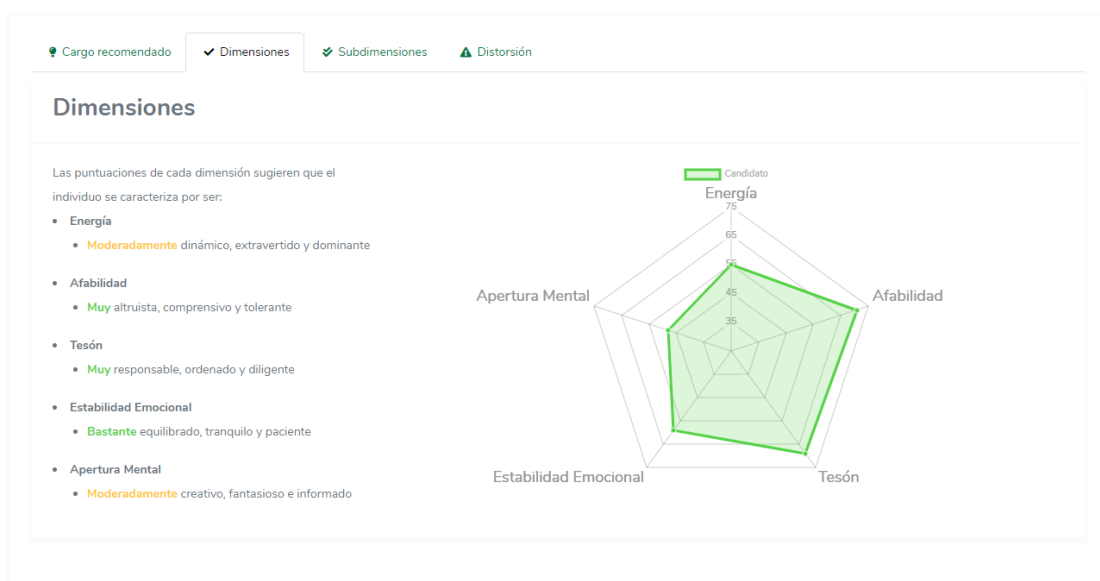 Cargo recomendado
Dimensiones
Subdimensiones
Distorsión
Dimensiones
Las puntuaciones de cada dimensión sugieren que el
individuo se caracteriza por ser:
Energía
Moderadamente dinámico, extravertido y dominante
Afabilidad
Muy altruista, comprensivo y tolerante
Tesón
Muy responsable, ordenado y diligente
Estabilidad Emocional
Bastante equilibrado, tranquilo y paciente
Apertura Mental
Moderadamente creativo, fantasioso e informado
Candidato
Energía
75
65
55
45
35
Apertura Mental
Afabilidad
Estabilidad Emocional
Tesón